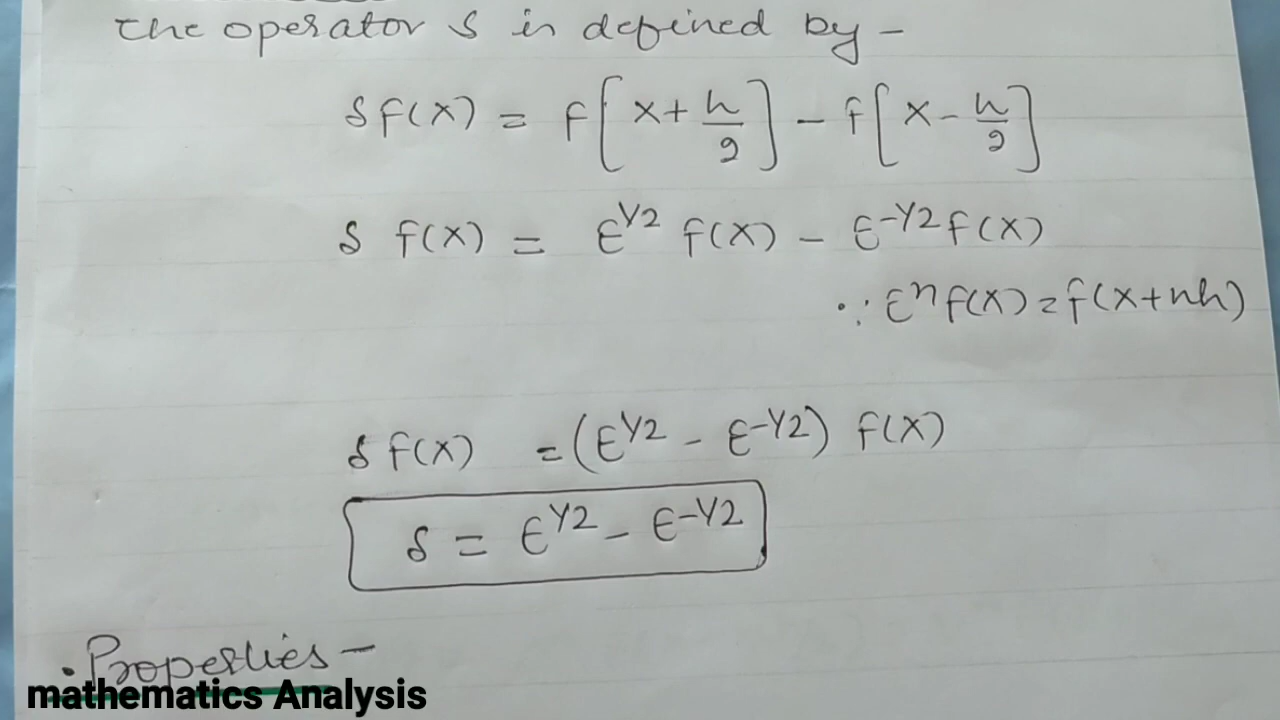 the operator δ is defined by -
δ f(x) = f[x + h/2] - f[x - h/2]
δ f(x) = E^1/2 f(x) - E^-1/2 f(x)
∵ E^n f(x) = f(x+nh)
δ f(x) = (E^1/2 - E^-1/2) f(x)
δ = E^1/2 - E^-1/2
• Properties -
mathematics Analysis